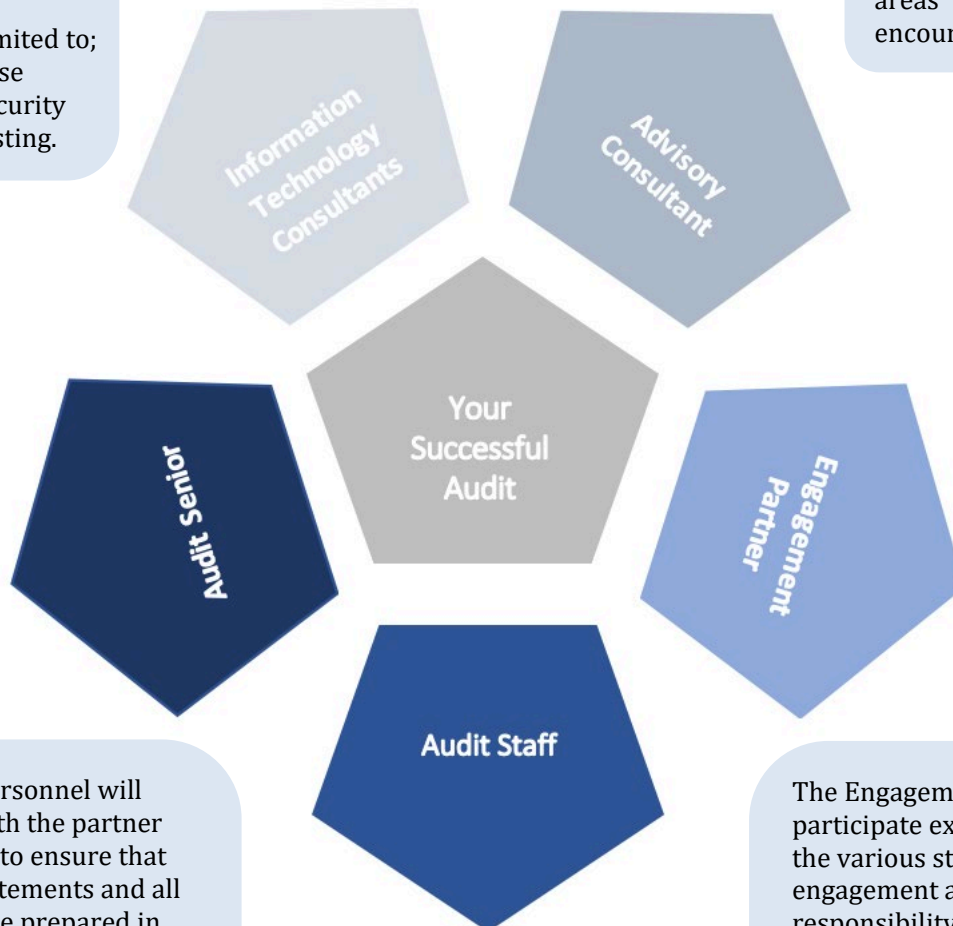 mited to;
se
curity
sting.
areas
encoun
Information
Technology
Consultants
Advisory
Consultant
Your
Successful
Audit
Audit Senior
Engagement
Partner
Audit Staff
rsonnel will
th the partner
to ensure that
tements and all
e prepared in
The Engagem
participate ex
the various st
engagement a
responsibility